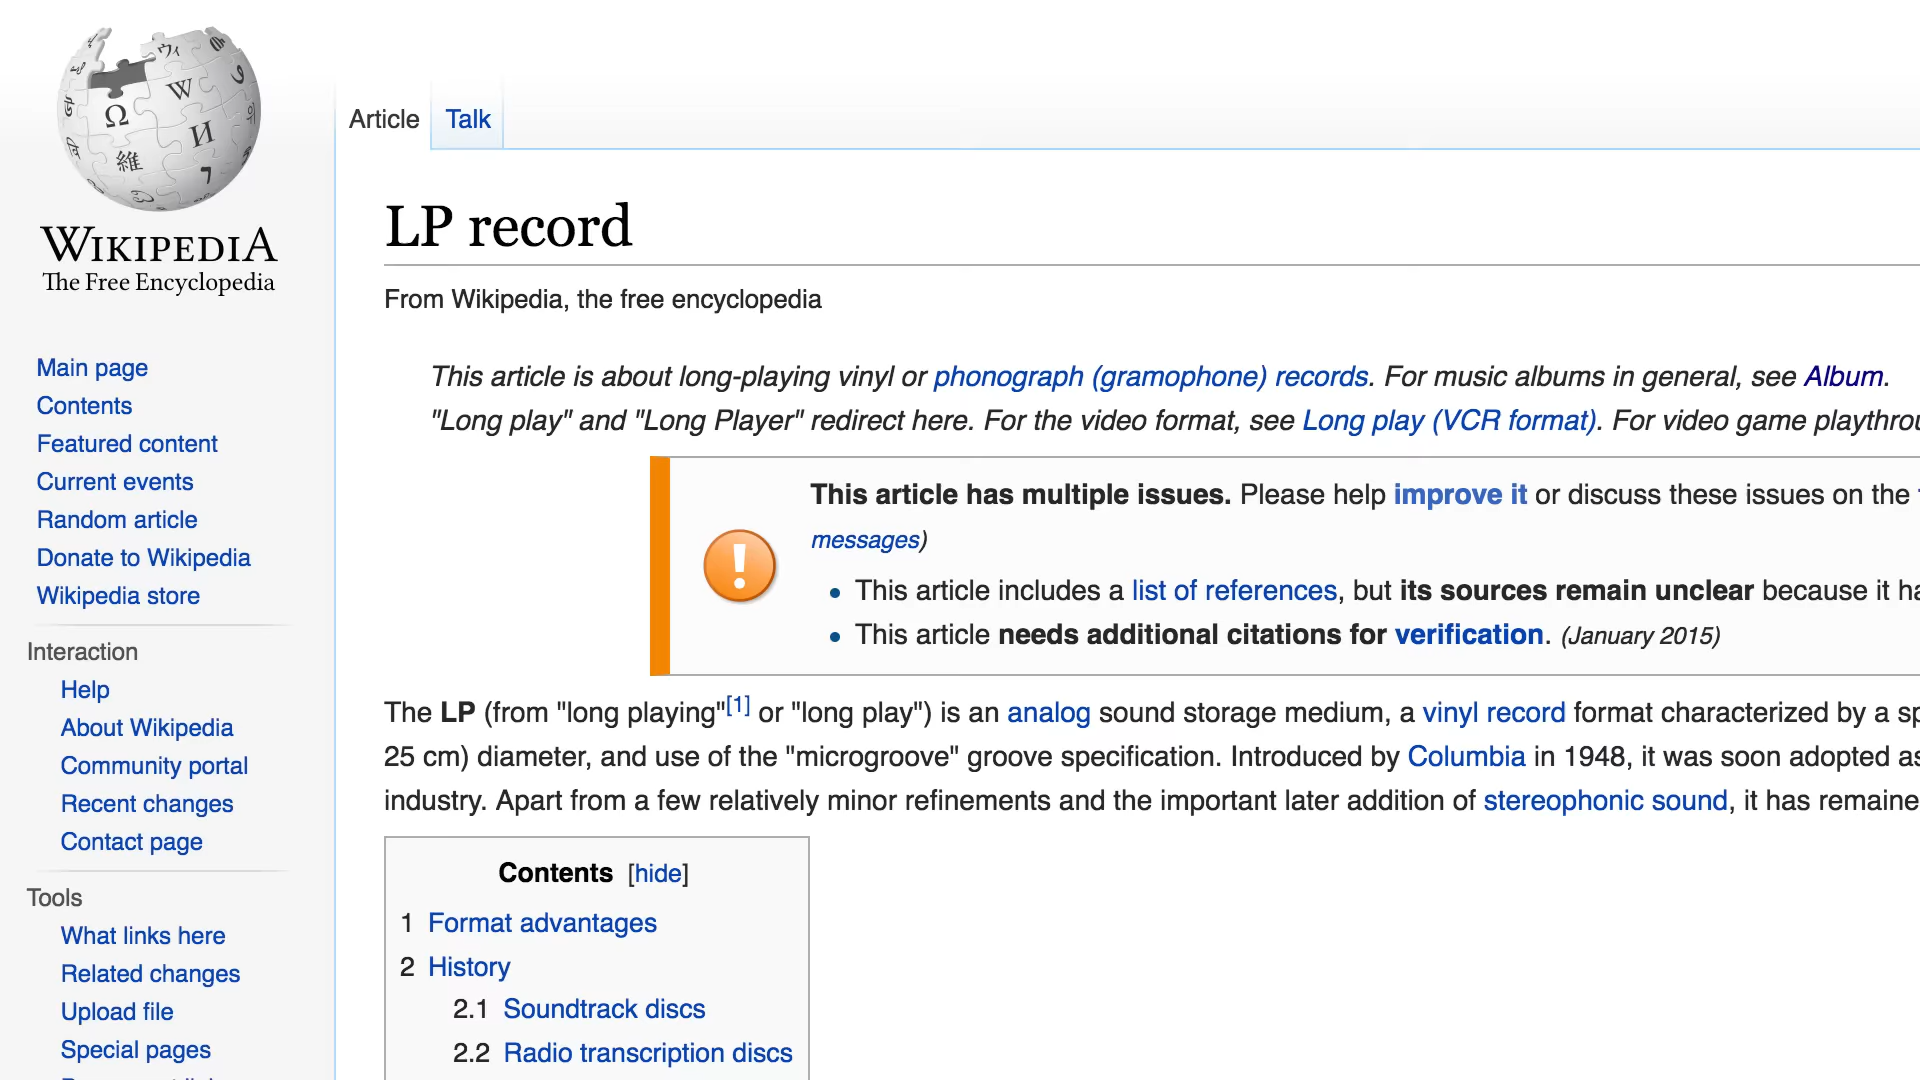 WIKIPEDIA
The Free Encyclopedia
Main page
Contents
Featured content
Current events
Random article
Donate to Wikipedia
Wikipedia store
Interaction
Help
About Wikipedia
Community portal
Recent changes
Contact page
Tools
What links here
Related changes
Upload file
Special pages
Article Talk
LP record
From Wikipedia, the free encyclopedia
This article is about long-playing vinyl or phonograph (gramophone) records. For music albums in general, see Album.
"Long play" and "Long Player" redirect here. For the video format, see Long play (VCR format). For video game
This article has multiple issues. Please help improve it or discuss these issues on the
messages)
• This article includes a list of references, but its sources remain unclear because it
• This article needs additional citations for verification. (January 2015)
The LP (from "long playing"[1] or "long play") is an analog sound storage medium, a vinyl record format characterized by a
25 cm) diameter, and use of the "microgroove" groove specification. Introduced by Columbia in 1948, it was soon adopted
industry. Apart from a few relatively minor refinements and the important later addition of stereophonic sound, it has
Contents [hide]
1 Format advantages
2 History
2.1 Soundtrack discs
2.2 Radio transcription discs